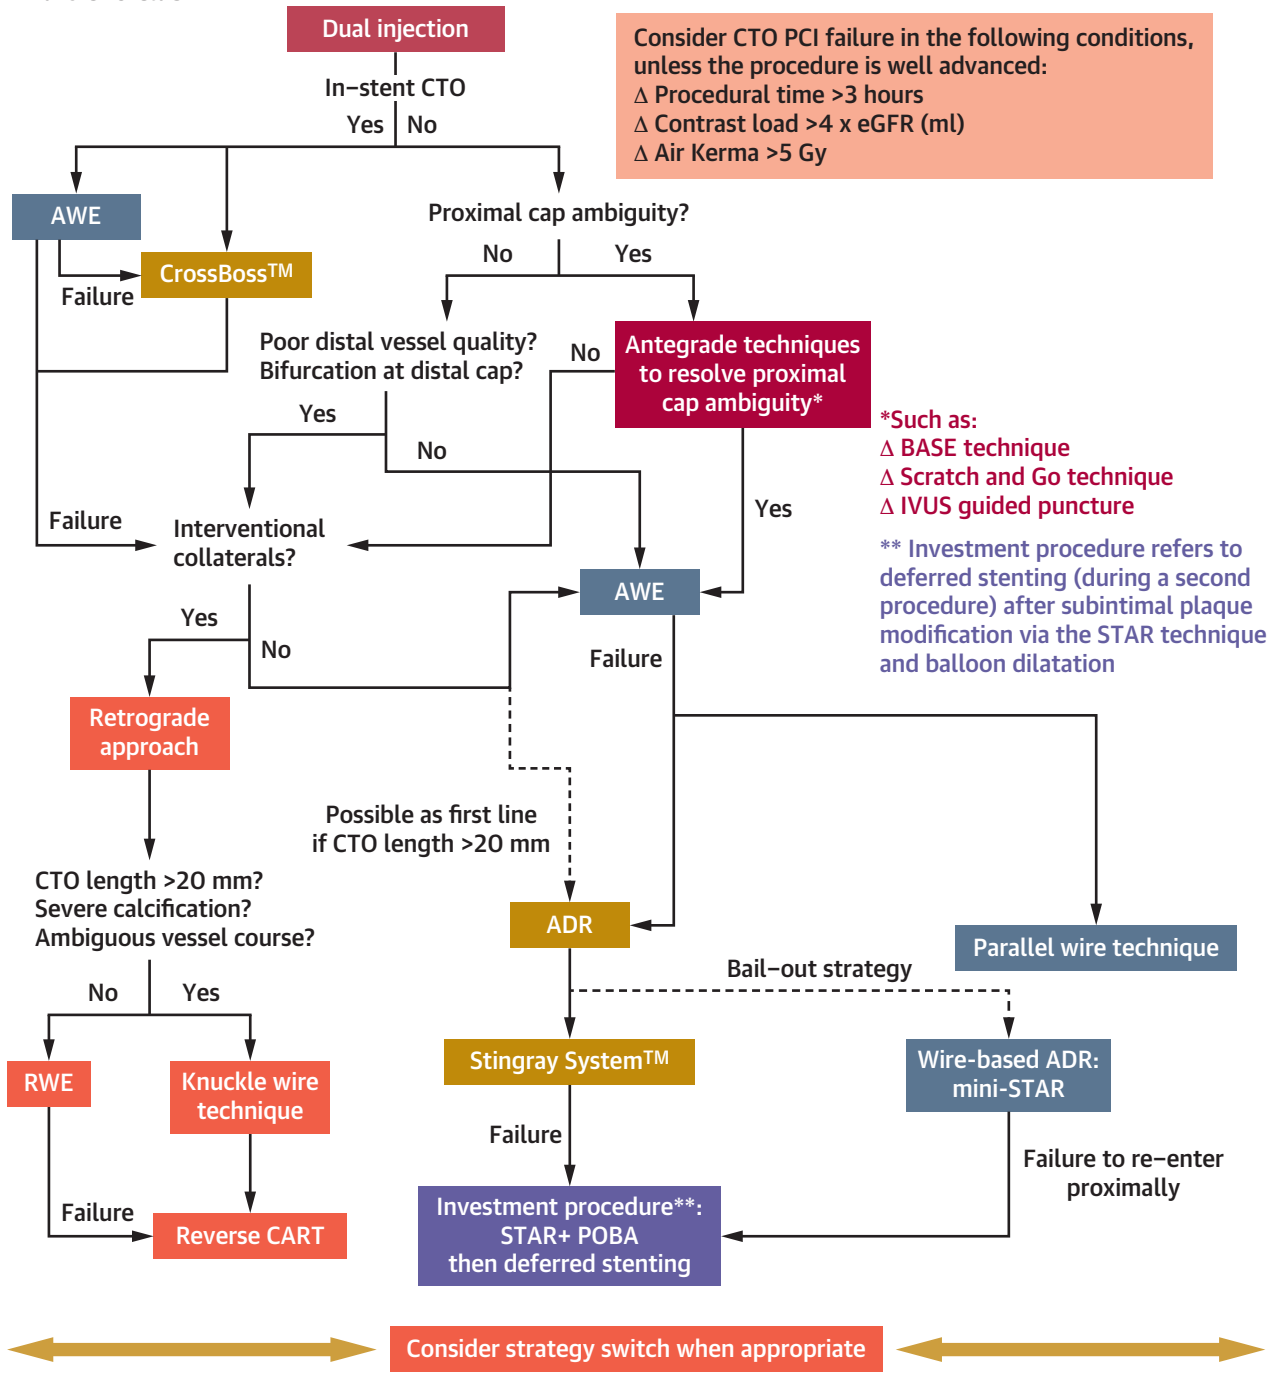 Dual injection
Consider CTO PCI failure in the following conditions,
unless the procedure is well advanced:
Δ Procedural time >3 hours
Δ Contrast load >4 x eGFR (ml)
Δ Air Kerma >5 Gy
In-stent CTO
Yes
No
AWE
CrossBoss™
Failure
Proximal cap ambiguity?
No
Yes
Poor distal vessel quality?
Bifurcation at distal cap?
No
Antegrade techniques
to resolve proximal
cap ambiguity*
Yes
No
*Such as:
Δ BASE technique
Δ Scratch and Go technique
Δ IVUS guided puncture
Yes
** Investment procedure refers to
deferred stenting (during a second
procedure) after subintimal plaque
modification via the STAR technique
and balloon dilatation
Failure
Interventional
collaterals?
AWE
Yes
No
Failure
Retrograde
approach
Possible as first line
if CTO length >20 mm
CTO length >20 mm?
Severe calcification?
Ambiguous vessel course?
ADR
Parallel wire technique
Bail-out strategy
No
Yes
RWE
Knuckle wire
technique
Stingray System™
Wire-based ADR:
mini-STAR
Failure
Failure to re-enter
proximally
Failure
Reverse CART
Investment procedure**:
STAR+ POBA
then deferred stenting
Consider strategy switch when appropriate